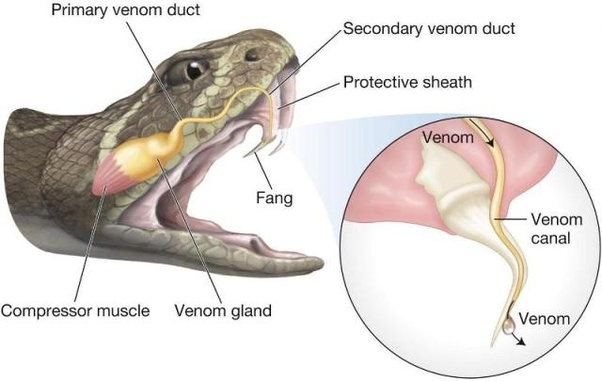 Primary venom duct
Secondary venom duct
Protective sheath
Venom
Fang
Venom
canal
Compressor muscle
Venom gland
Venom